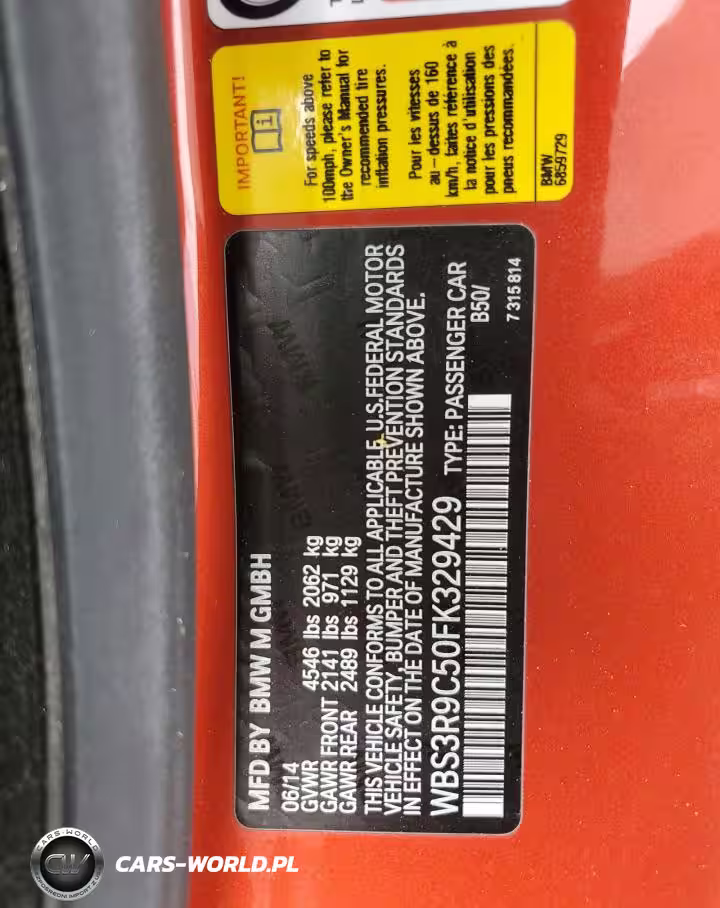 IMPORTANT!
For speeds above
100mph, please refer to
the Owner's Manual for
recommended tire
inflation pressures.
Pour les vitesses
au-dessus de 160
km/h, faites référence à
la notice d'utilisation
pour les pressions des
pneus recommandées.
BMW
6859729
MFD BY BMW M GMBH
06/14
GVWR 4546 lbs 2062 kg
GAWR FRONT 2141 lbs 971 kg
GAWR REAR 2489 lbs 1129 kg
THIS VEHICLE CONFORMS TO ALL APPLICABLE U.S.FEDERAL MOTOR
VEHICLE SAFETY, BUMPER AND THEFT PREVENTION STANDARDS
IN EFFECT ON THE DATE OF MANUFACTURE SHOWN ABOVE.
WBS3R9C50FK329429 TYPE: PASSENGER CAR
B50/
7 315 814
CARS-WORLD
CW
CARS-WORLD.PL